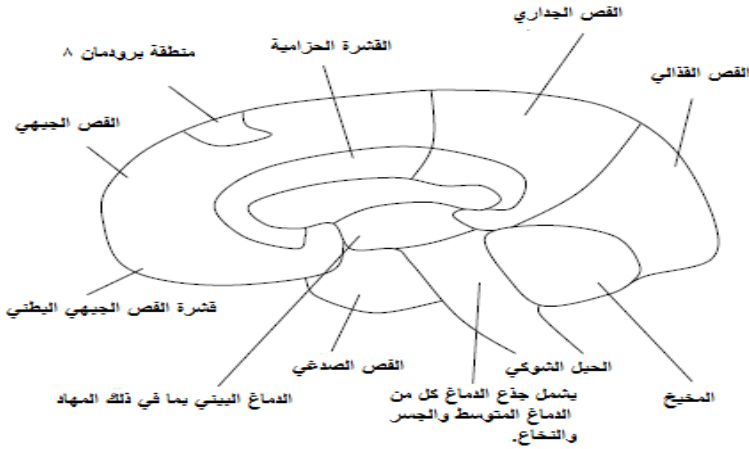 الفص الجداري
القشرة الحزامية
منطقة برودمان ٨
الفص القذالي
الفص الجبهي
قشرة الفص الجبهي البطني
الفص الصدغي
الحبل الشوكي
الدماغ البيني بما في ذلك المهاد
يشمل جذع الدماغ كل من
الدماغ المتوسط والجسر
والنخاع.
المخيخ